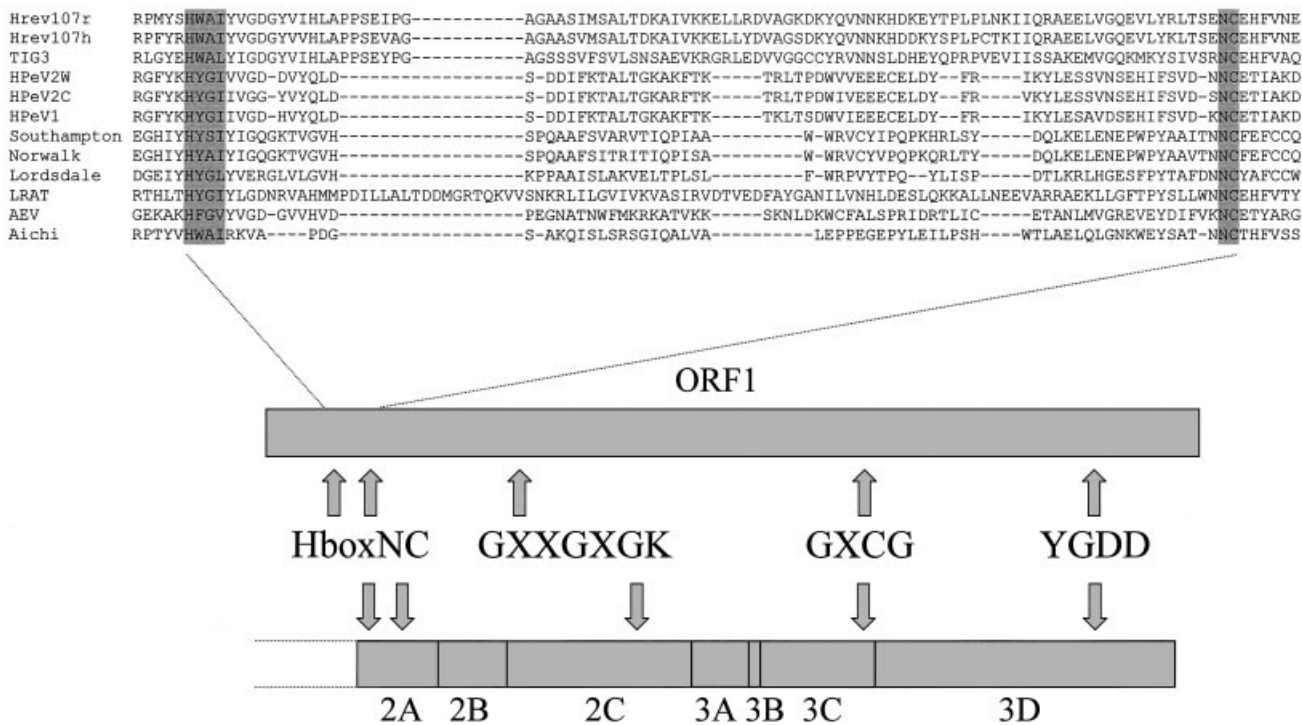 Hrev107r RPMYSHWAIYVGDGYVIHLAPPSEIPG------------AGAASIMSALTDKAIVKKELLRDVAGKDKYQVNNKHDKEYTPLPLNKIIQRAEELVGQEVLYRLTSENCEHFVNE
Hrev107h RPFYRHWAIYVGDGYVVHLAPPSEVAG------------AGAASVMSALTDKAIVKKELLYDVAGSDKYQVNNKHDDKYSPLPCTKIIQRAEELVGQEVLYKLTSENCEHFVNE
TIG3 RLGYEHWALYIGDGYVIHLAPPSEYPG------------AGSSSVFSVLSNSAEVKRGRLEDVVGGCCYRVNNSLDHEYQPRPVEVIISSAKEMVGQKMKYSIVSRNCEHFVAQ
HPeV2W RGFYKHYGIIVGD-DVYQLD-------------------S-DDIFKTALTGKAKFTK-----TRLTPDWVVEEECELDY--FR---IKYLESSVNSEHIFSVD-NNCETIAKD
HPeV2C RGFYKHYGIIVGG-YVYQLD-------------------S-DDIFKTALTGKARFTK-----TRLTPDWIVEEECELDY--FR---VKYLESSVNSEHIFSVD-SNCETIAKD
HPeV1 RGFYKHYGIIVGD-HVYQLD-------------------S-DDIFKTALTGKAKFTK-----TKLTSDWVIEEECELDY--FR---IKYLESAVDSEHIFSVD-KNCETIAKD
Southampton EGHIYHYSIYIGQGKTVGVH-------------------SPQAAFSVARVTIQPIAA---------W-WRVCYIPQPKHRLSY-----DQLKELENEPWPYAAITNNCFEFCCQ
Norwalk EGHIYHYAIYIGQGKTVGVH-------------------SPQAAFSITRITIQPISA---------W-WRVCYVPQPKQRLTY-----DQLKELENEPWPYAAVTNNCFEFCCQ
Lordsdale DGEIYHYGLYVERGLVLGVH-------------------KPPAAISLAKVELTPLSL---------F-WRPVYTPQ--YLISP-----DTLKRLHGESFPYTAFDNNCYAFCCW
LRAT RTHLTHYGIYLGDNRVAHMMPDILLALTDDMGRTQKVVSNKRLILGVIVKVASIRVDTVEDFAYGANILVNHLDESLQKKALLNEEVARRAEKLLGFTPYSLLWNNCEHFVTY
AEV GEKAKHFGVYVGD-GVVHVD-------------------PEGNATNWFMKRKATVKK-----SKNLDKWCFALSPRIDRTLIC-----ETANLMVGREVEYDIFVKNCETYARG
Aichi RPTYVHWAIRKVA---PDG--------------------S-AKQISLSRSGIQALVA---------LEPPEGEPYLEILPSH-----WTLAELQLGNKWEYSAT-NNCTHFVSS
ORF1
HboxNC GXXGXGK GXCG YGDD
2A 2B 2C 3A 3B 3C 3D